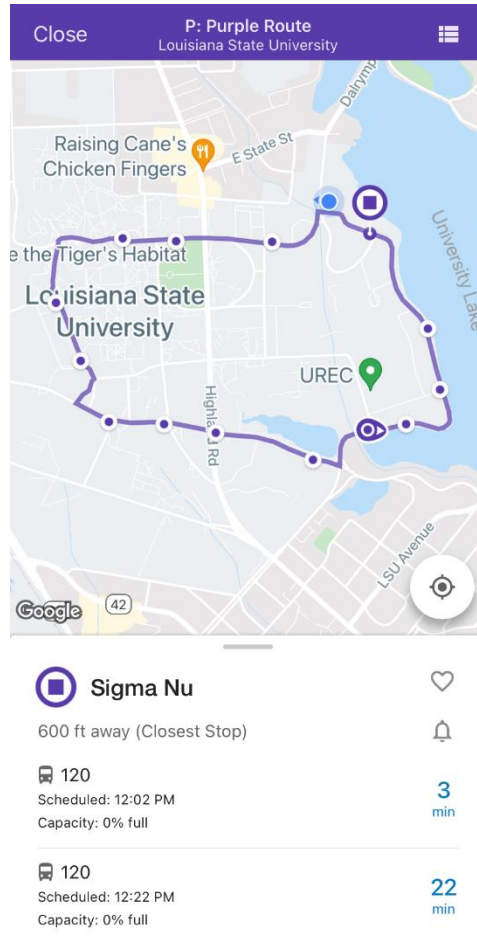 Close
P: Purple Route
Louisiana State University
Dalrymp
Raising Cane's
Chicken Fingers
E State St
University Lake
e the Tiger's Habitat
Louisiana State
University
UREC
Highland Rd
LSU Avenue
Google
42
Sigma Nu
600 ft away (Closest Stop)
120
Scheduled: 12:02 PM
Capacity: 0% full
3
min
120
Scheduled: 12:22 PM
Capacity: 0% full
22
min